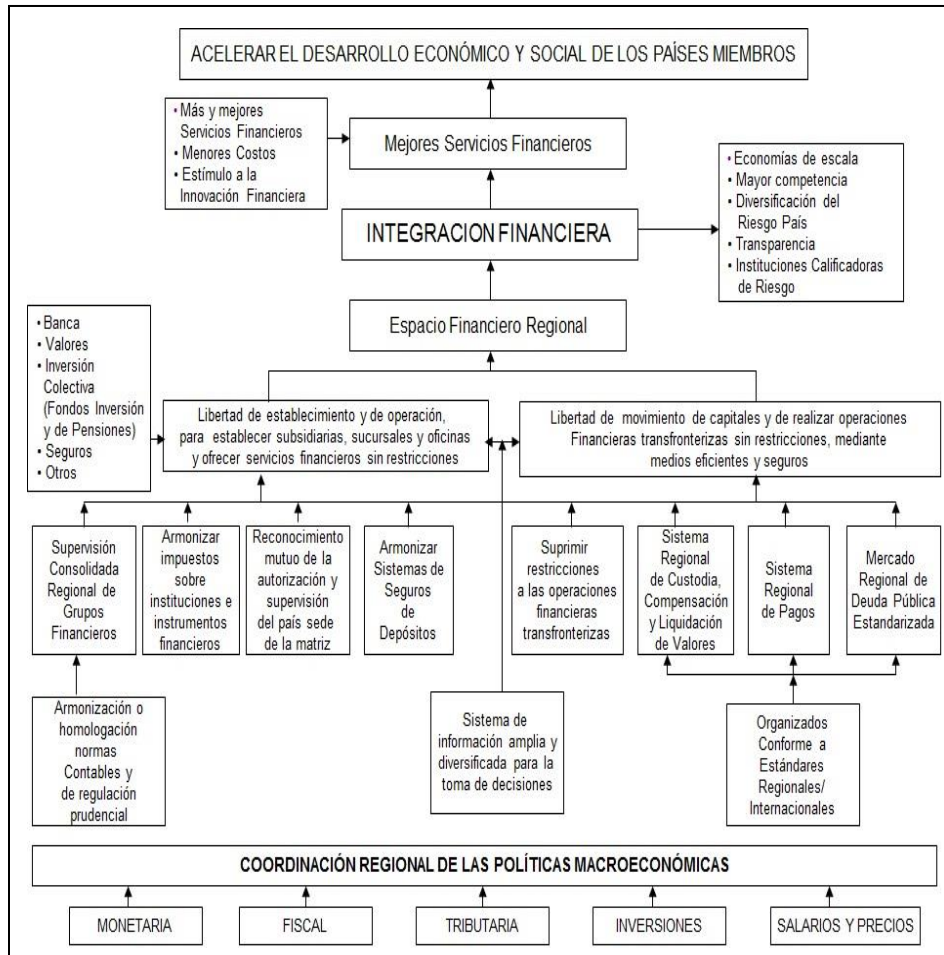 ACELERAR EL DESARROLLO ECONÓMICO Y SOCIAL DE LOS PAÍSES MIEMBROS
• Más y mejores
Servicios Financieros
• Menores Costos
• Estímulo a la
Innovación Financiera
Mejores Servicios Financieros
• Economías de escala
• Mayor competencia
• Diversificación del
Riesgo País
• Transparencia
• Instituciones Calificadoras
de Riesgo
INTEGRACION FINANCIERA
Espacio Financiero Regional
• Banca
• Valores
• Inversión
Colectiva
(Fondos Inversión
y de Pensiones)
• Seguros
• Otros
Libertad de establecimiento y de operación,
para establecer subsidiarias, sucursales y oficinas
y ofrecer servicios financieros sin restricciones
Libertad de movimiento de capitales y de realizar operaciones
Financieras transfronterizas sin restricciones, mediante
medios eficientes y seguros
Supervisión
Consolidada
Regional de
Grupos
Financieros
Armonizar
impuestos
sobre
instituciones e
instrumentos
financieros
Reconocimiento
mutuo de la
autorización y
supervisión
del país sede
de la matriz
Armonizar
Sistemas de
Seguros
de
Depósitos
Suprimir
restricciones
a las operaciones
financieras
transfronterizas
Sistema
Regional
de Custodia,
Compensación
y Liquidación
de Valores
Sistema
Regional
de Pagos
Mercado
Regional de
Deuda Pública
Estandarizada
Armonización o
homologación
normas
Contables y
de regulación
prudencial
Sistema de
información amplia y
diversificada para la
toma de decisiones
Organizados
Conforme a
Estándares
Regionales/
Internacionales
COORDINACIÓN REGIONAL DE LAS POLÍTICAS MACROECONÓMICAS
MONETARIA
FISCAL
TRIBUTARIA
INVERSIONES
SALARIOS Y PRECIOS